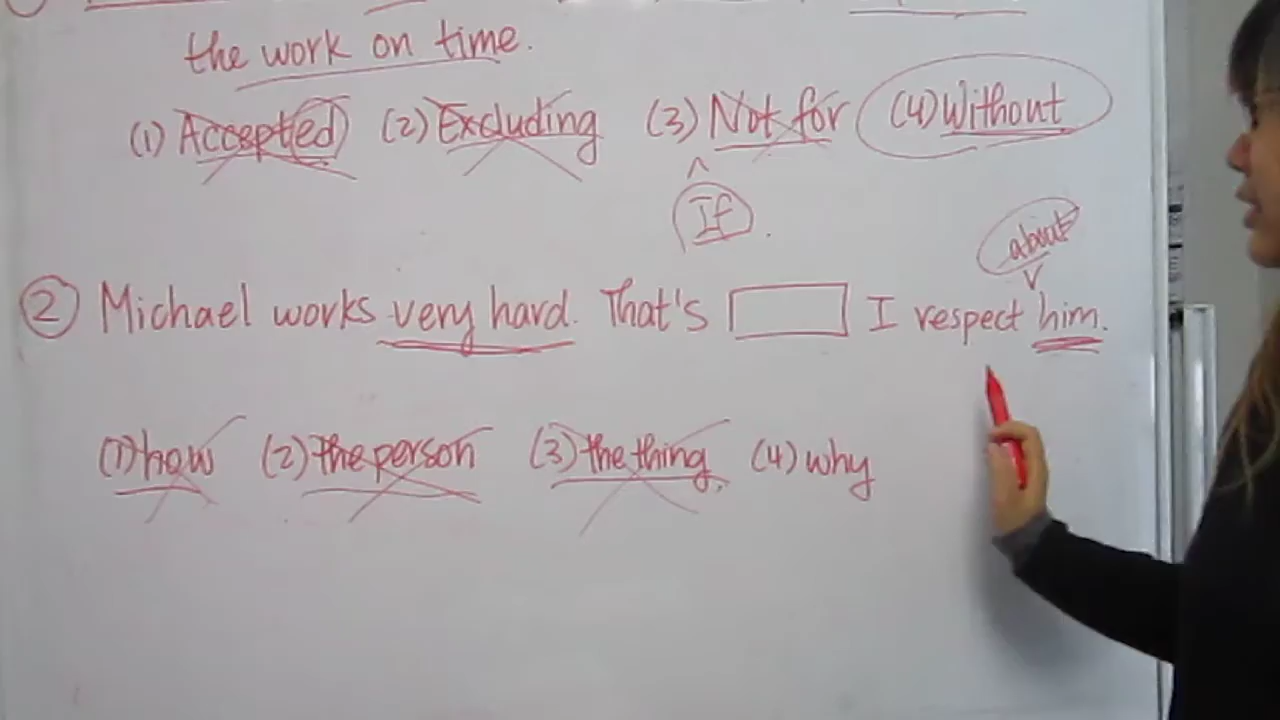 the work on time.
(1) Accepted (2) Excluding (3) Not for (4) Without
^
If .
about
v
② Michael works very hard. That's I respect him.
(1) how (2) the person (3) the thing (4) why